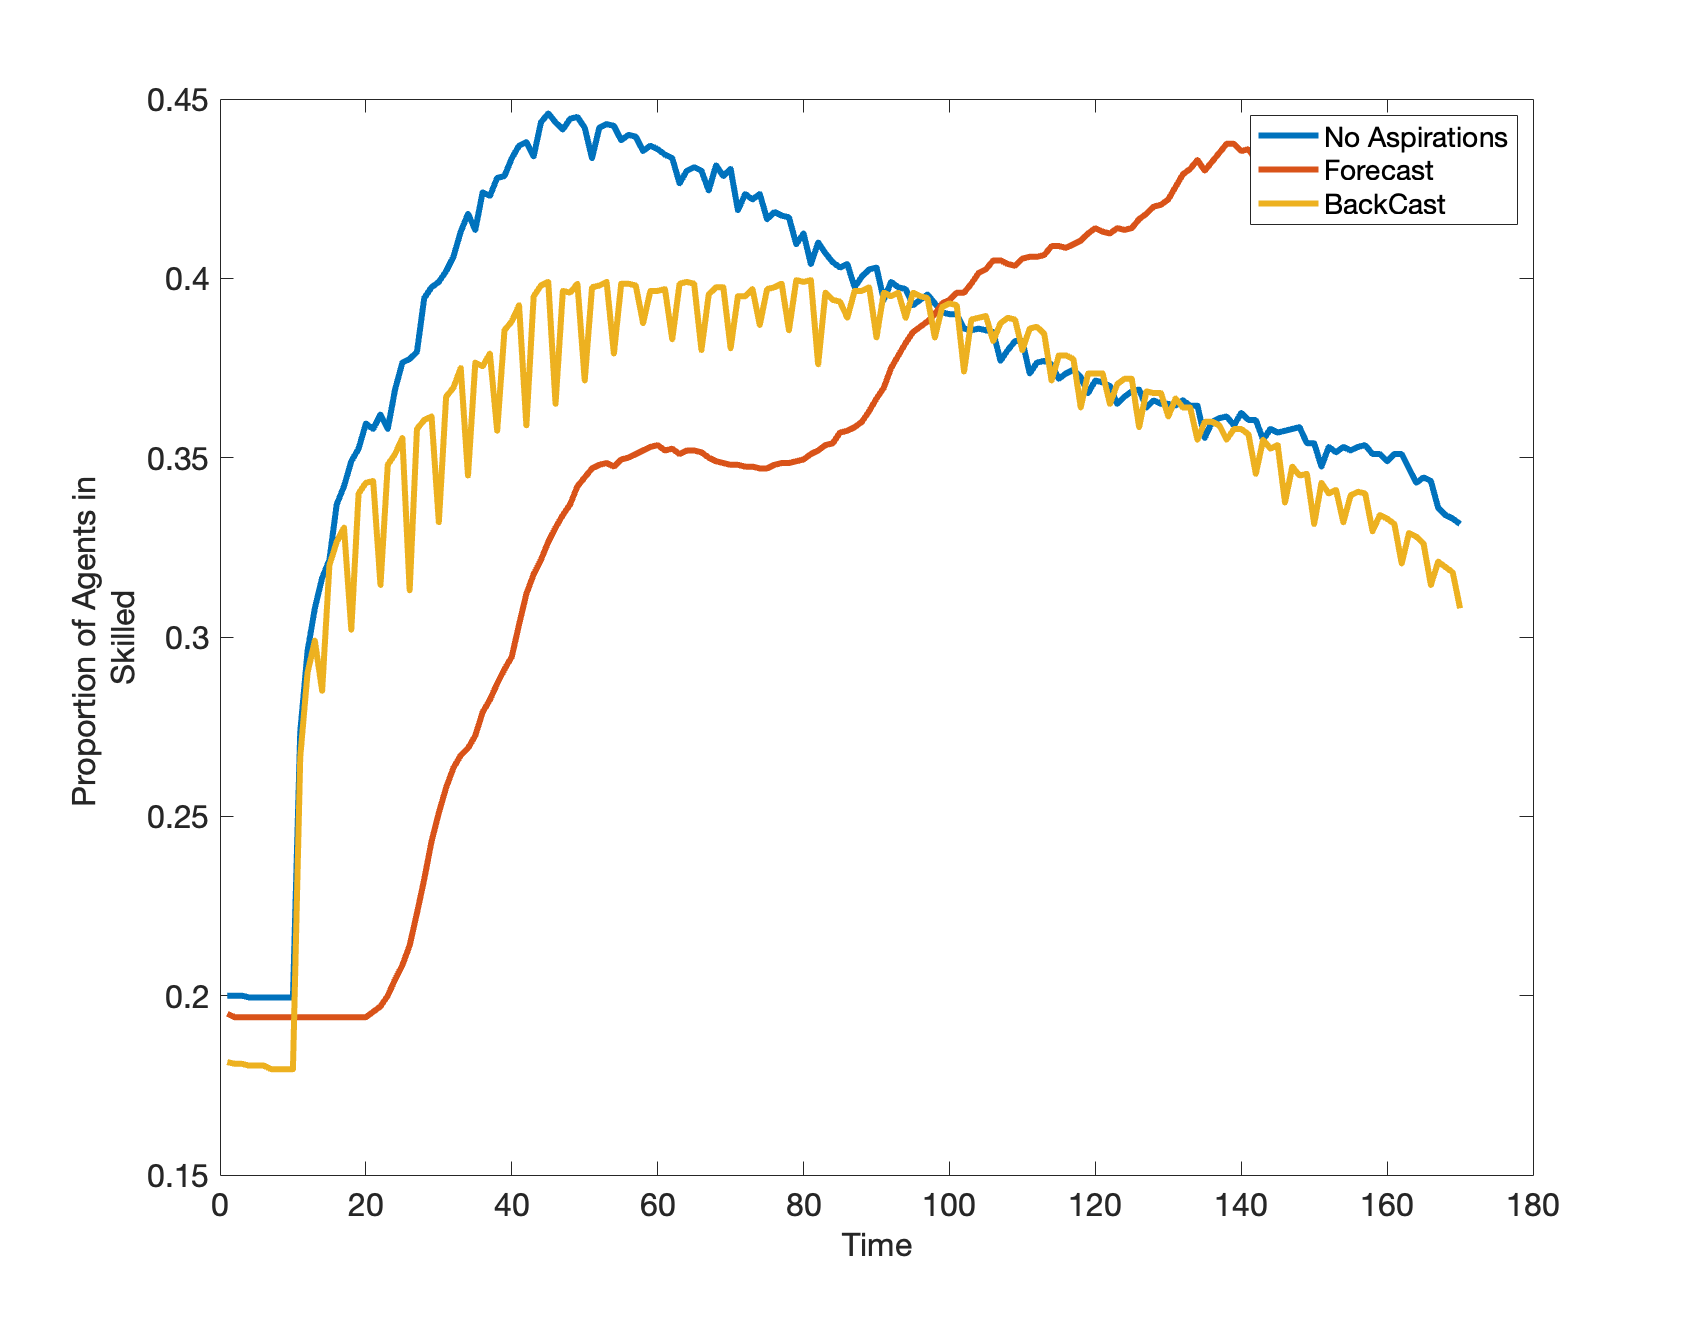 0.45
0.4
0.35
0.3
0.25
0.2
0.15
Proportion of Agents in
Skilled
No Aspirations
Forecast
BackCast
0 20 40 60 80 100 120 140 160 180
Time